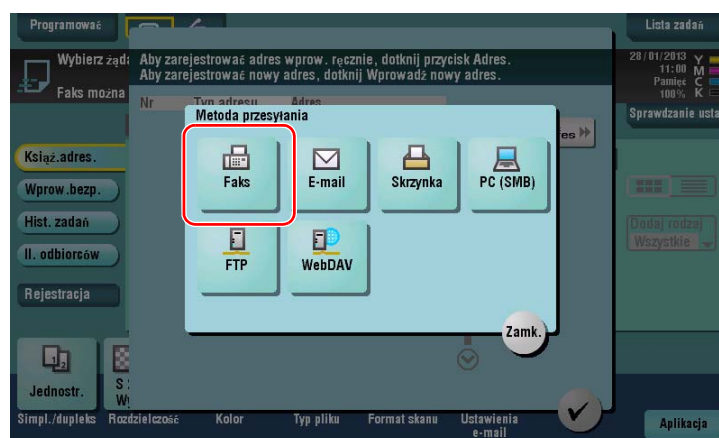 Programować
Lista zadań
Wybierz żąda
Faks można
Aby zarejestrować adres wprow. ręcznie, dotknij przycisk Adres.
Aby zarejestrować nowy adres, dotknij Wprowadź nowy adres.
28/01/2013
11:00
Pamięć
100%
Y
M
C
K
Nr Typ adresu Adres
Sprawdzanie usta
Metoda przesyłania
es
Faks
E-mail
Skrzynka
PC (SMB)
FTP
WebDAV
Zamk.
Książ.adres.
Wprow.bezp.
Hist. zadań
Il. odbiorców
Rejestracja
Dodaj rodzaj
Wszystkie
Jednostr.
S
Wy
Simpl./dupleks
Rozdzielczość
Kolor
Typ pliku
Format skanu
Ustawienia
e-mail
Aplikacja